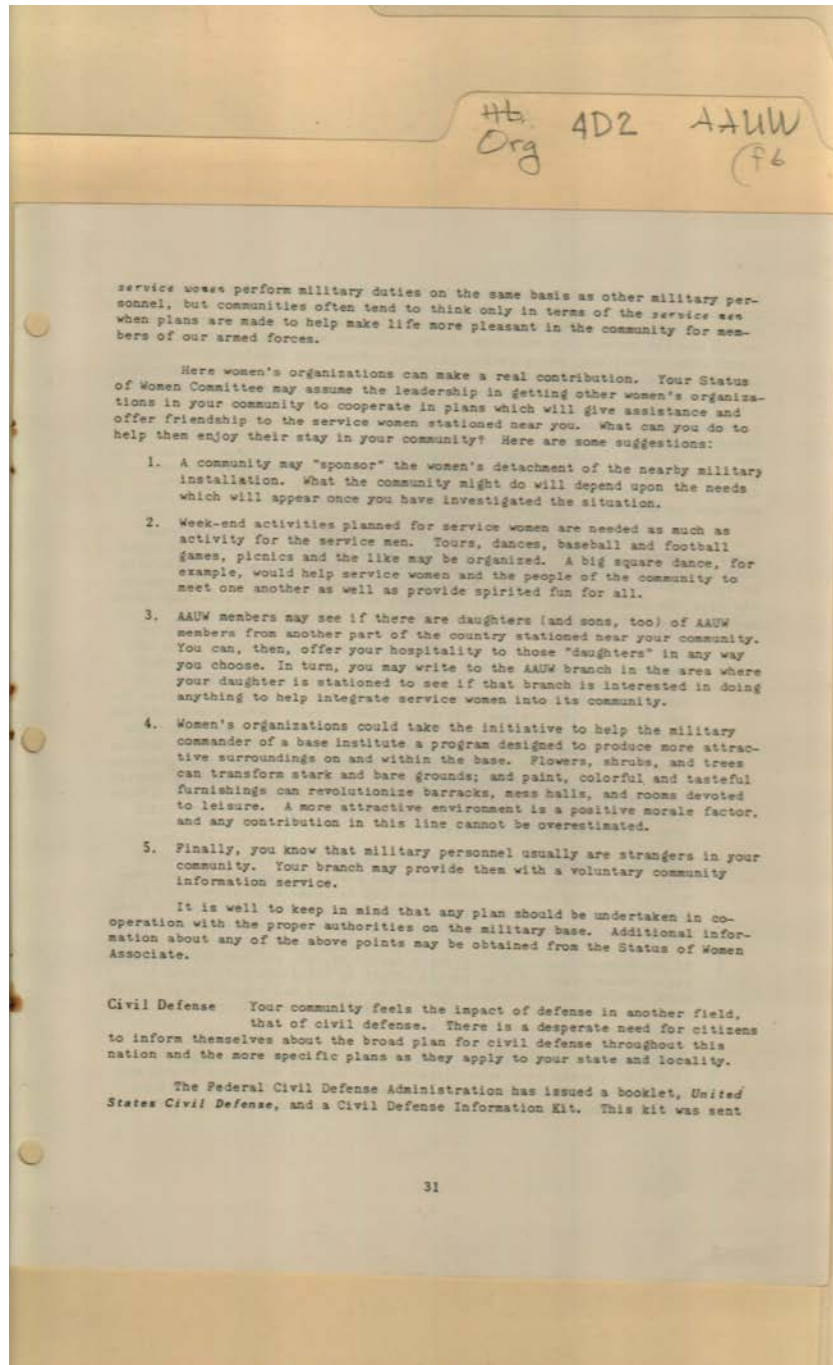 Ht.
Org 4D2 AAUW
(f6
service women perform military duties on the same basis as other military per-
sonnel, but communities often tend to think only in terms of the service men
when plans are made to help make life more pleasant in the community for mem-
bers of our armed forces.
Here women's organizations can make a real contribution. Your Status
of Women Committee may assume the leadership in getting other women's organiza-
tions in your community to cooperate in plans which will give assistance and
offer friendship to the service women stationed near you. What can you do to
help them enjoy their stay in your community? Here are some suggestions:
1. A community may "sponsor" the women's detachment of the nearby military
installation. What the community might do will depend upon the needs
which will appear once you have investigated the situation.
2. Week-end activities planned for service women are needed as much as
activity for the service men. Tours, dances, baseball and football
games, picnics and the like may be organized. A big square dance, for
example, would help service women and the people of the community to
meet one another as well as provide spirited fun for all.
3. AAUW members may see if there are daughters (and sons, too) of AAUW
members from another part of the country stationed near your community.
You can, then, offer your hospitality to those "daughters" in any way
you choose. In turn, you may write to the AAUW branch in the area where
your daughter is stationed to see if that branch is interested in doing
anything to help integrate service women into its community.
4. Women's organizations could take the initiative to help the military
commander of a base institute a program designed to produce more attrac-
tive surroundings on and within the base. Flowers, shrubs, and trees
can transform stark and bare grounds; and paint, colorful and tasteful
furnishings can revolutionize barracks, mess halls, and rooms devoted
to leisure. A more attractive environment is a positive morale factor,
and any contribution in this line cannot be overestimated.
5. Finally, you know that military personnel usually are strangers in your
community. Your branch may provide them with a voluntary community
information service.
It is well to keep in mind that any plan should be undertaken in co-
operation with the proper authorities on the military base. Additional infor-
mation about any of the above points may be obtained from the Status of Women
Associate.
Civil Defense Your community feels the impact of defense in another field,
that of civil defense. There is a desperate need for citizens
to inform themselves about the broad plan for civil defense throughout this
nation and the more specific plans as they apply to your state and locality.
The Federal Civil Defense Administration has issued a booklet, United
States Civil Defense, and a Civil Defense Information Kit. This kit was sent
31